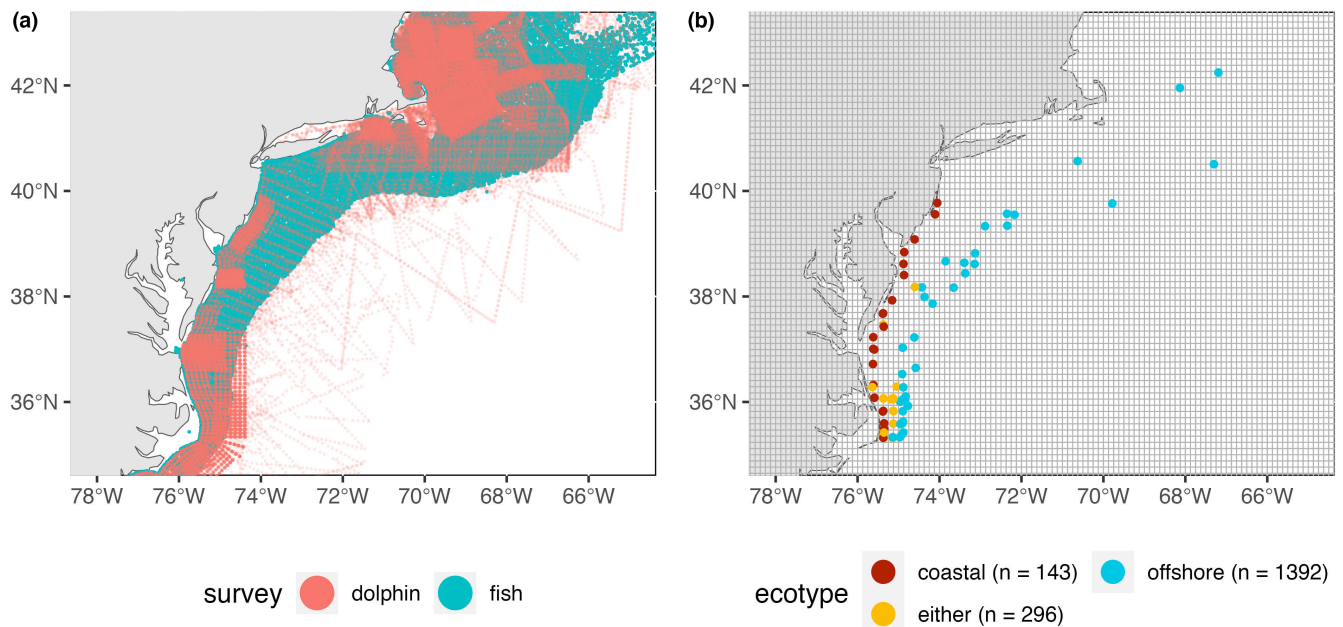 (a)
(b)
42°N
40°N
38°N
36°N
78°W 76°W 74°W 72°W 70°W 68°W 66°W
42°N
40°N
38°N
36°N
78°W 76°W 74°W 72°W 70°W 68°W 66°W
survey dolphin fish
ecotype
coastal (n = 143) offshore (n = 1392)
either (n = 296)